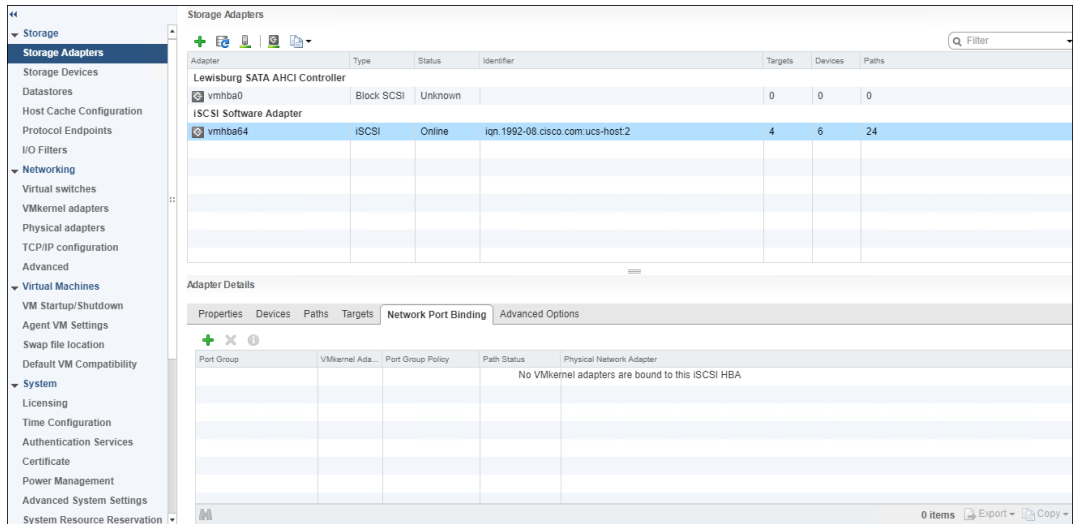 Storage
Storage Adapters
Storage Devices
Datastores
Host Cache Configuration
Protocol Endpoints
I/O Filters
Networking
Virtual switches
VMkernel adapters
Physical adapters
TCP/IP configuration
Advanced
Virtual Machines
VM Startup/Shutdown
Agent VM Settings
Swap file location
Default VM Compatibility
System
Licensing
Time Configuration
Authentication Services
Certificate
Power Management
Advanced System Settings
System Resource Reservation
Storage Adapters
Filter
Adapter Type Status Identifier Targets Devices Paths
Lewisburg SATA AHCI Controller
vmhba0 Block SCSI Unknown 0 0 0
iSCSI Software Adapter
vmhba64 iSCSI Online iqn.1992-08.cisco.com:ucs-host:2 4 6 24
Adapter Details
Properties Devices Paths Targets Network Port Binding Advanced Options
Port Group VMkernel Ada... Port Group Policy Path Status Physical Network Adapter
No VMkernel adapters are bound to this iSCSI HBA
0 items Export Copy